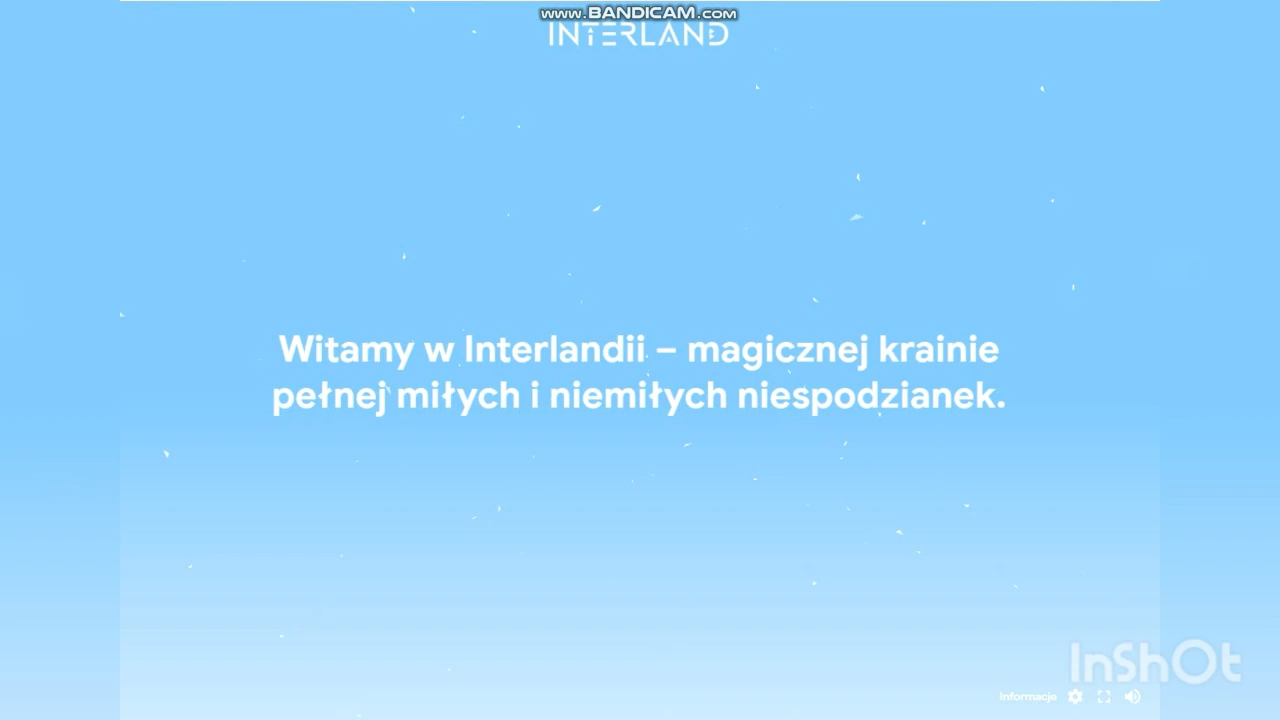 www.BANDICAM.com
INTERLAND
Witamy w Interlandii – magicznej krainie
pełnej miłych i niemiłych niespodzianek.
InShOt
Informacje